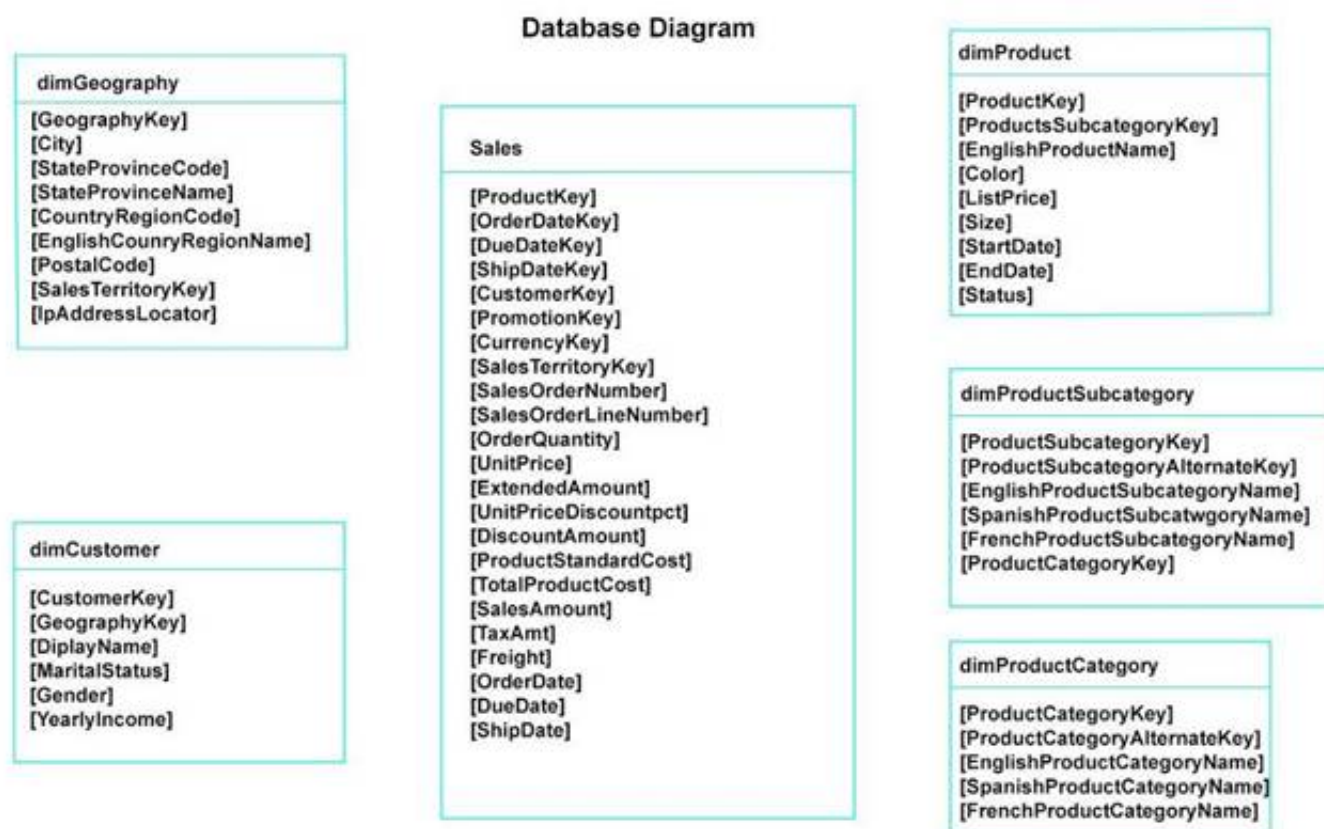 Database Diagram
dimGeography
[GeographyKey]
[City]
[StateProvinceCode]
[StateProvinceName]
[CountryRegionCode]
[EnglishCounryRegionName]
[PostalCode]
[SalesTerritoryKey]
[IpAddressLocator]
dimCustomer
[CustomerKey]
[GeographyKey]
[DiplayName]
[MaritalStatus]
[Gender]
[YearlyIncome]
Sales
[ProductKey]
[OrderDateKey]
[DueDateKey]
[ShipDateKey]
[CustomerKey]
[PromotionKey]
[CurrencyKey]
[SalesTerritoryKey]
[SalesOrderNumber]
[SalesOrderLineNumber]
[OrderQuantity]
[UnitPrice]
[ExtendedAmount]
[UnitPriceDiscountpct]
[DiscountAmount]
[ProductStandardCost]
[TotalProductCost]
[SalesAmount]
[TaxAmt]
[Freight]
[OrderDate]
[DueDate]
[ShipDate]
dimProduct
[ProductKey]
[ProductsSubcategoryKey]
[EnglishProductName]
[Color]
[ListPrice]
[Size]
[StartDate]
[EndDate]
[Status]
dimProductSubcategory
[ProductSubcategoryKey]
[ProductSubcategoryAlternateKey]
[EnglishProductSubcategoryName]
[SpanishProductSubcatwgoryName]
[FrenchProductSubcategoryName]
[ProductCategoryKey]
dimProductCategory
[ProductCategoryKey]
[ProductCategoryAlternateKey]
[EnglishProductCategoryName]
[SpanishProductCategoryName]
[FrenchProductCategoryName]